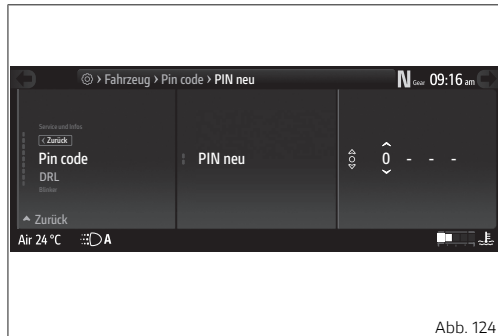 Fahrzeug › Pin code › PIN neu
N Gear 09:16 am
Service und Infos
‹ Zurück
Pin code
DRL
Blinker
Zurück
PIN neu
0 - - -
Air 24 °C
A
Abb. 124